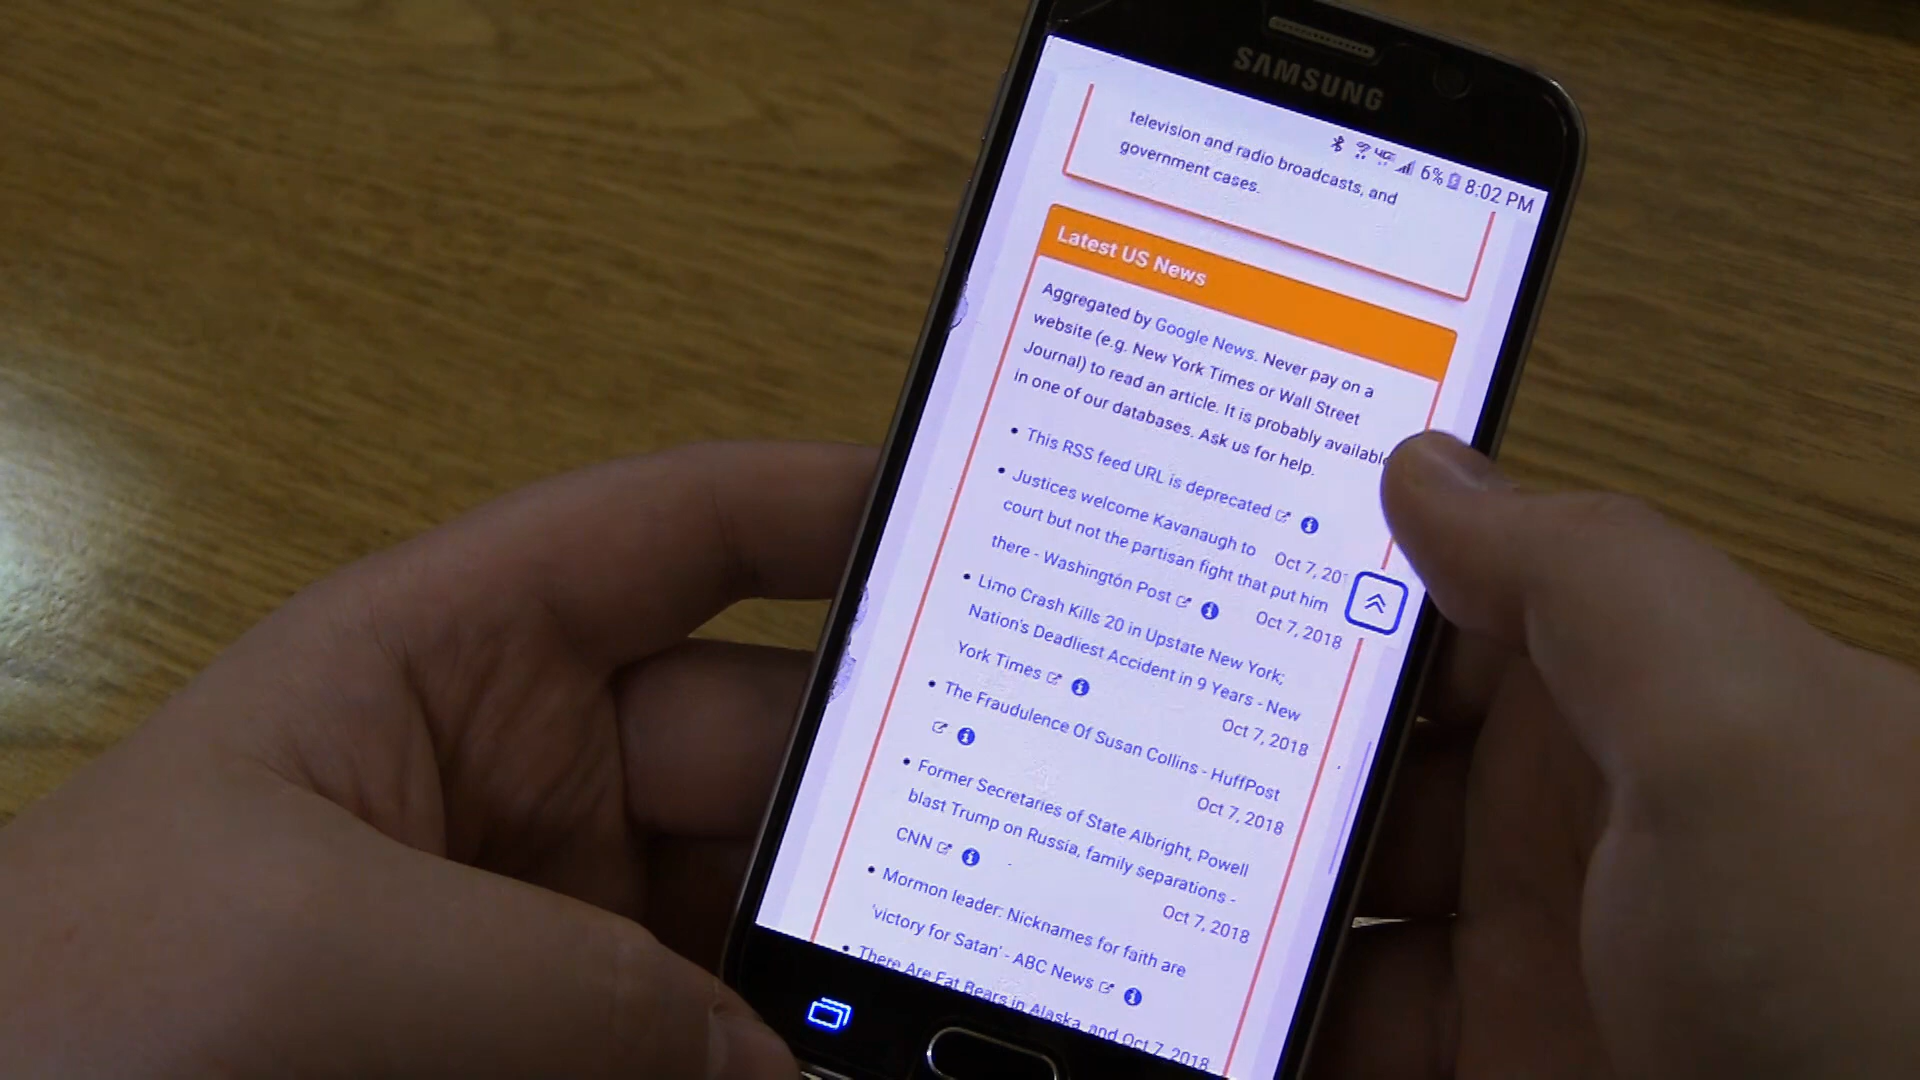 SAMSUNG
6% 8:02 PM
television and radio broadcasts, and
government cases.
Latest US News
Aggregated by Google News. Never pay on a
website (e.g. New York Times or Wall Street
Journal) to read an article. It is probably available
in one of our databases. Ask us for help.
This RSS feed URL is deprecated
Oct 7, 201
Justices welcome Kavanaugh to
court but not the partisan fight that put him
there - Washington Post
Oct 7, 2018
Limo Crash Kills 20 in Upstate New York;
Nation's Deadliest Accident in 9 Years - New
York Times
Oct 7, 2018
The Fraudulence Of Susan Collins - HuffPost
Oct 7, 2018
Former Secretaries of State Albright, Powell
blast Trump on Russia, family separations -
CNN
Oct 7, 2018
Mormon leader: Nicknames for faith are
'victory for Satan' - ABC News
There Are Fat Bears in Alaska, and Oct 7, 2018